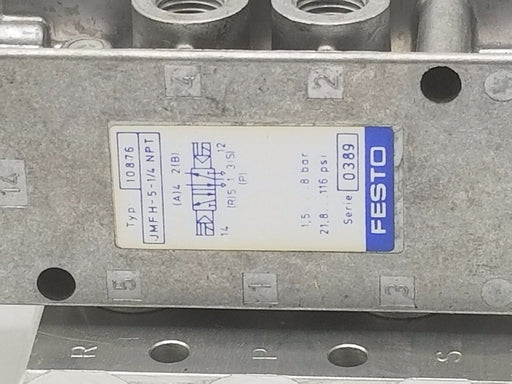 4 2
14
Typ: 10876
JMFH-5-1/4 NPT
(A)4 2(B)
14 12
(R)5 1 3(S)
(P)
1,5...8 bar
21,8...116 psi
Serie 0389
FESTO
5 1 3
R P S